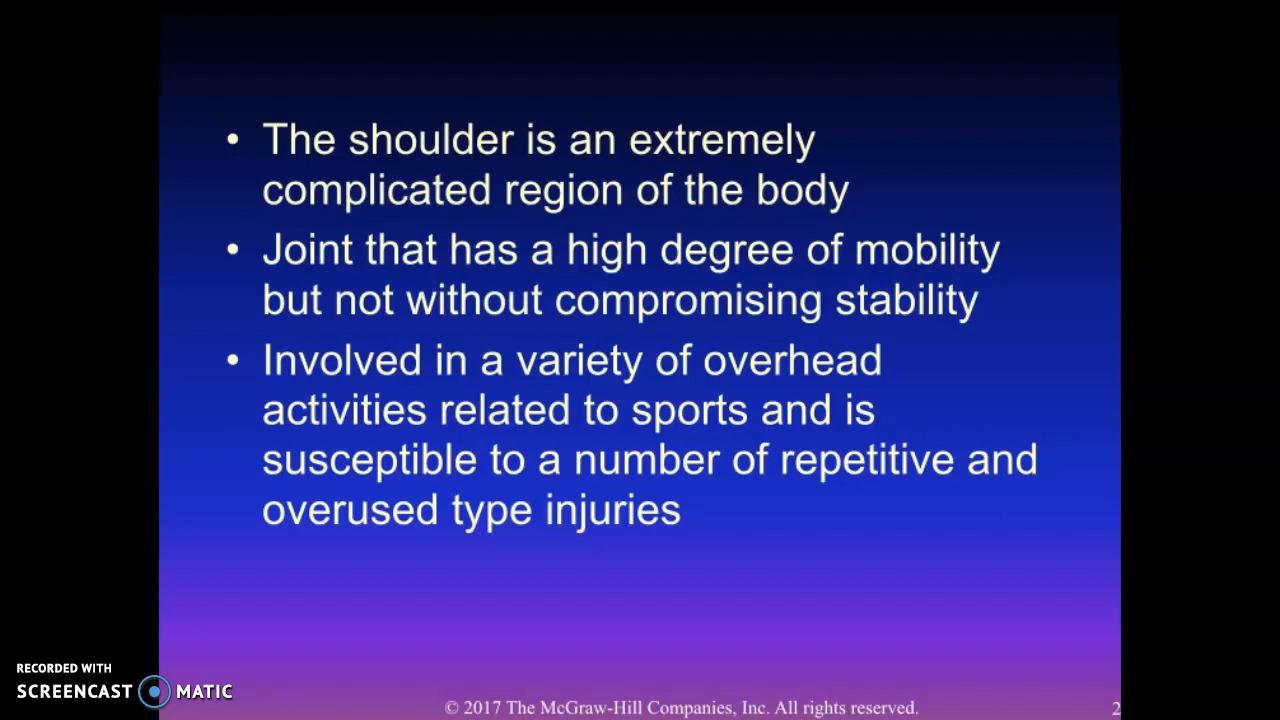 • The shoulder is an extremely
complicated region of the body
• Joint that has a high degree of mobility
but not without compromising stability
• Involved in a variety of overhead
activities related to sports and is
susceptible to a number of repetitive and
overused type injuries
RECORDED WITH
SCREENCAST MATIC
© 2017 The McGraw-Hill Companies, Inc. All rights reserved.
2